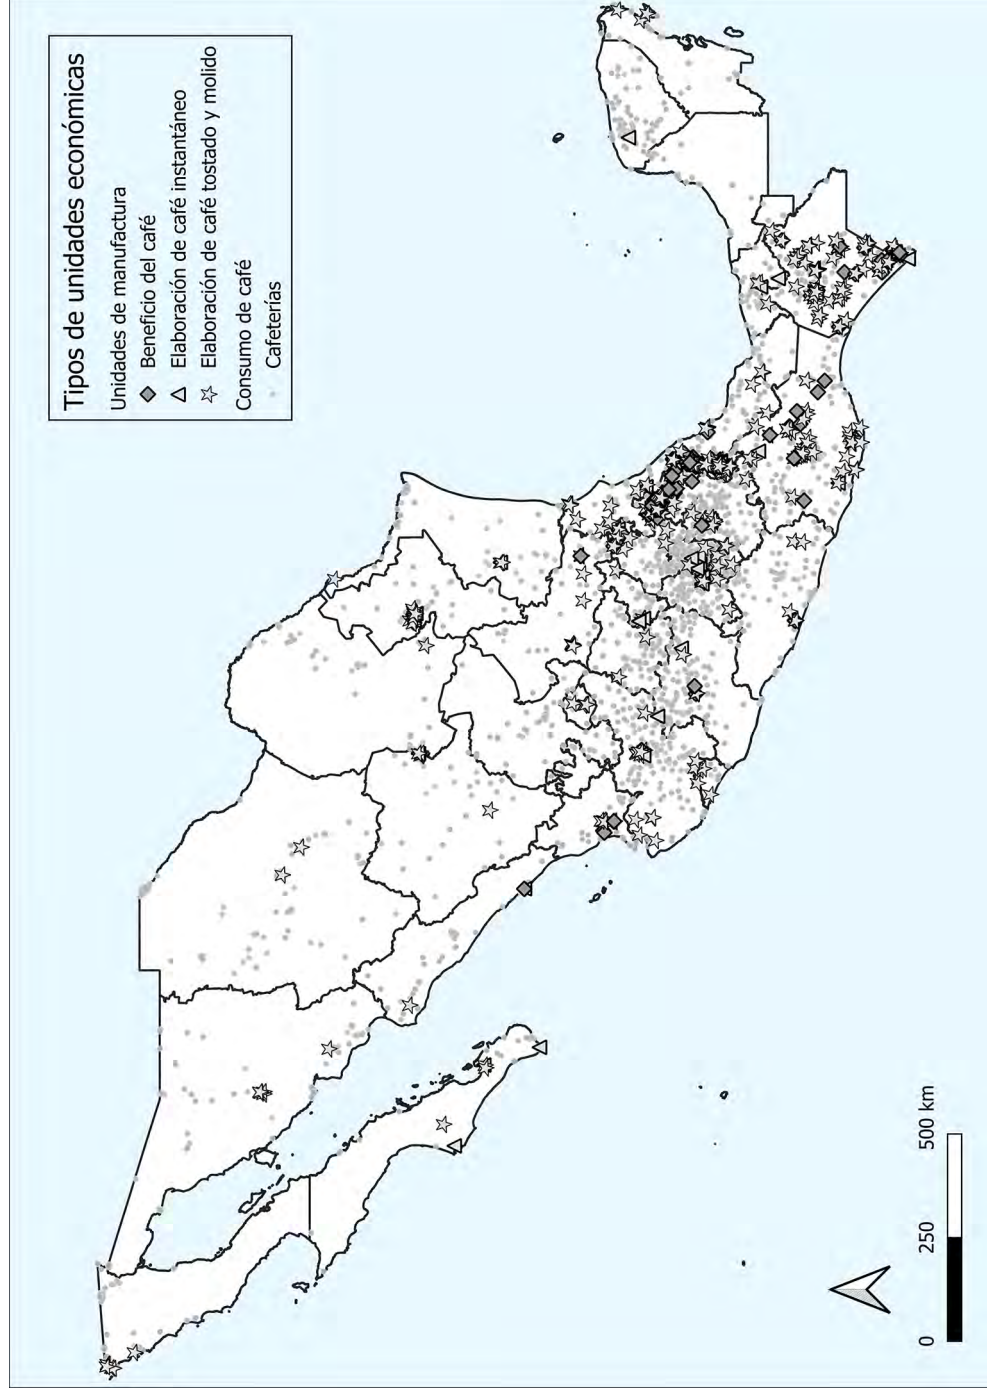 Tipos de unidades económicas
Unidades de manufactura
Beneficio del café
Elaboración de café instantáneo
Elaboración de café tostado y molido
Consumo de café
Cafeterías
0 250 500 km